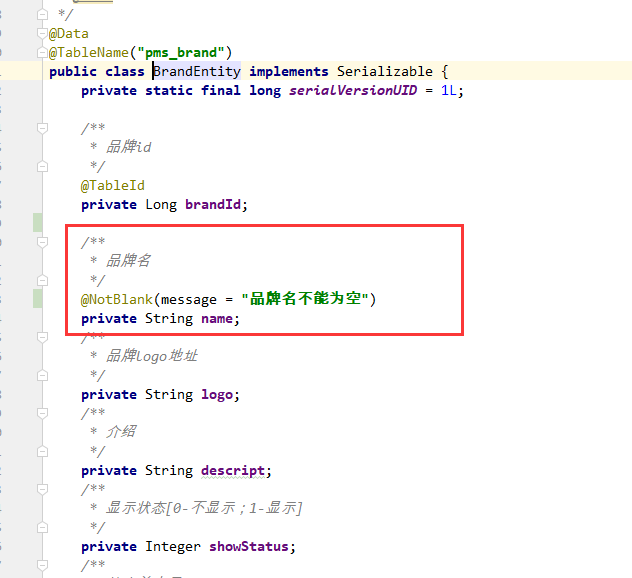 */
@Data
@TableName("pms_brand")
public class BrandEntity implements Serializable {
private static final long serialVersionUID = 1L;
/**
* 品牌id
*/
@TableId
private Long brandId;
/**
* 品牌名
*/
@NotBlank(message = "品牌名不能为空")
private String name;
/**
* 品牌logo地址
*/
private String logo;
/**
* 介绍
*/
private String descript;
/**
* 显示状态[0-不显示；1-显示]
*/
private Integer showStatus;
/**